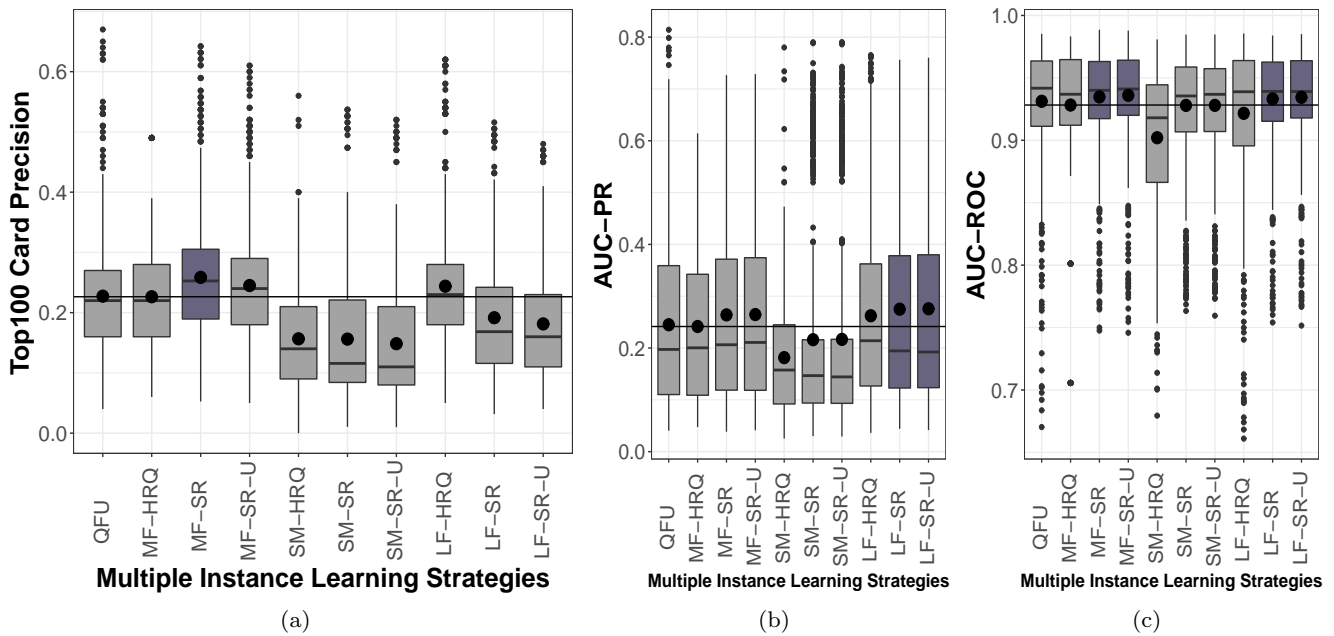 Top100 Card Precision
0.6
0.4
0.2
0.0
QFU
MF−HRQ
MF−SR
MF−SR−U
SM−HRQ
SM−SR
SM−SR−U
LF−HRQ
LF−SR
LF−SR−U
Multiple Instance Learning Strategies
(a)
AUC−PR
0.8
0.6
0.4
0.2
0.0
QFU
MF−HRQ
MF−SR
MF−SR−U
SM−HRQ
SM−SR
SM−SR−U
LF−HRQ
LF−SR
LF−SR−U
Multiple Instance Learning Strategies
(b)
AUC−ROC
1.0
0.9
0.8
0.7
QFU
MF−HRQ
MF−SR
MF−SR−U
SM−HRQ
SM−SR
SM−SR−U
LF−HRQ
LF−SR
LF−SR−U
Multiple Instance Learning Strategies
(c)